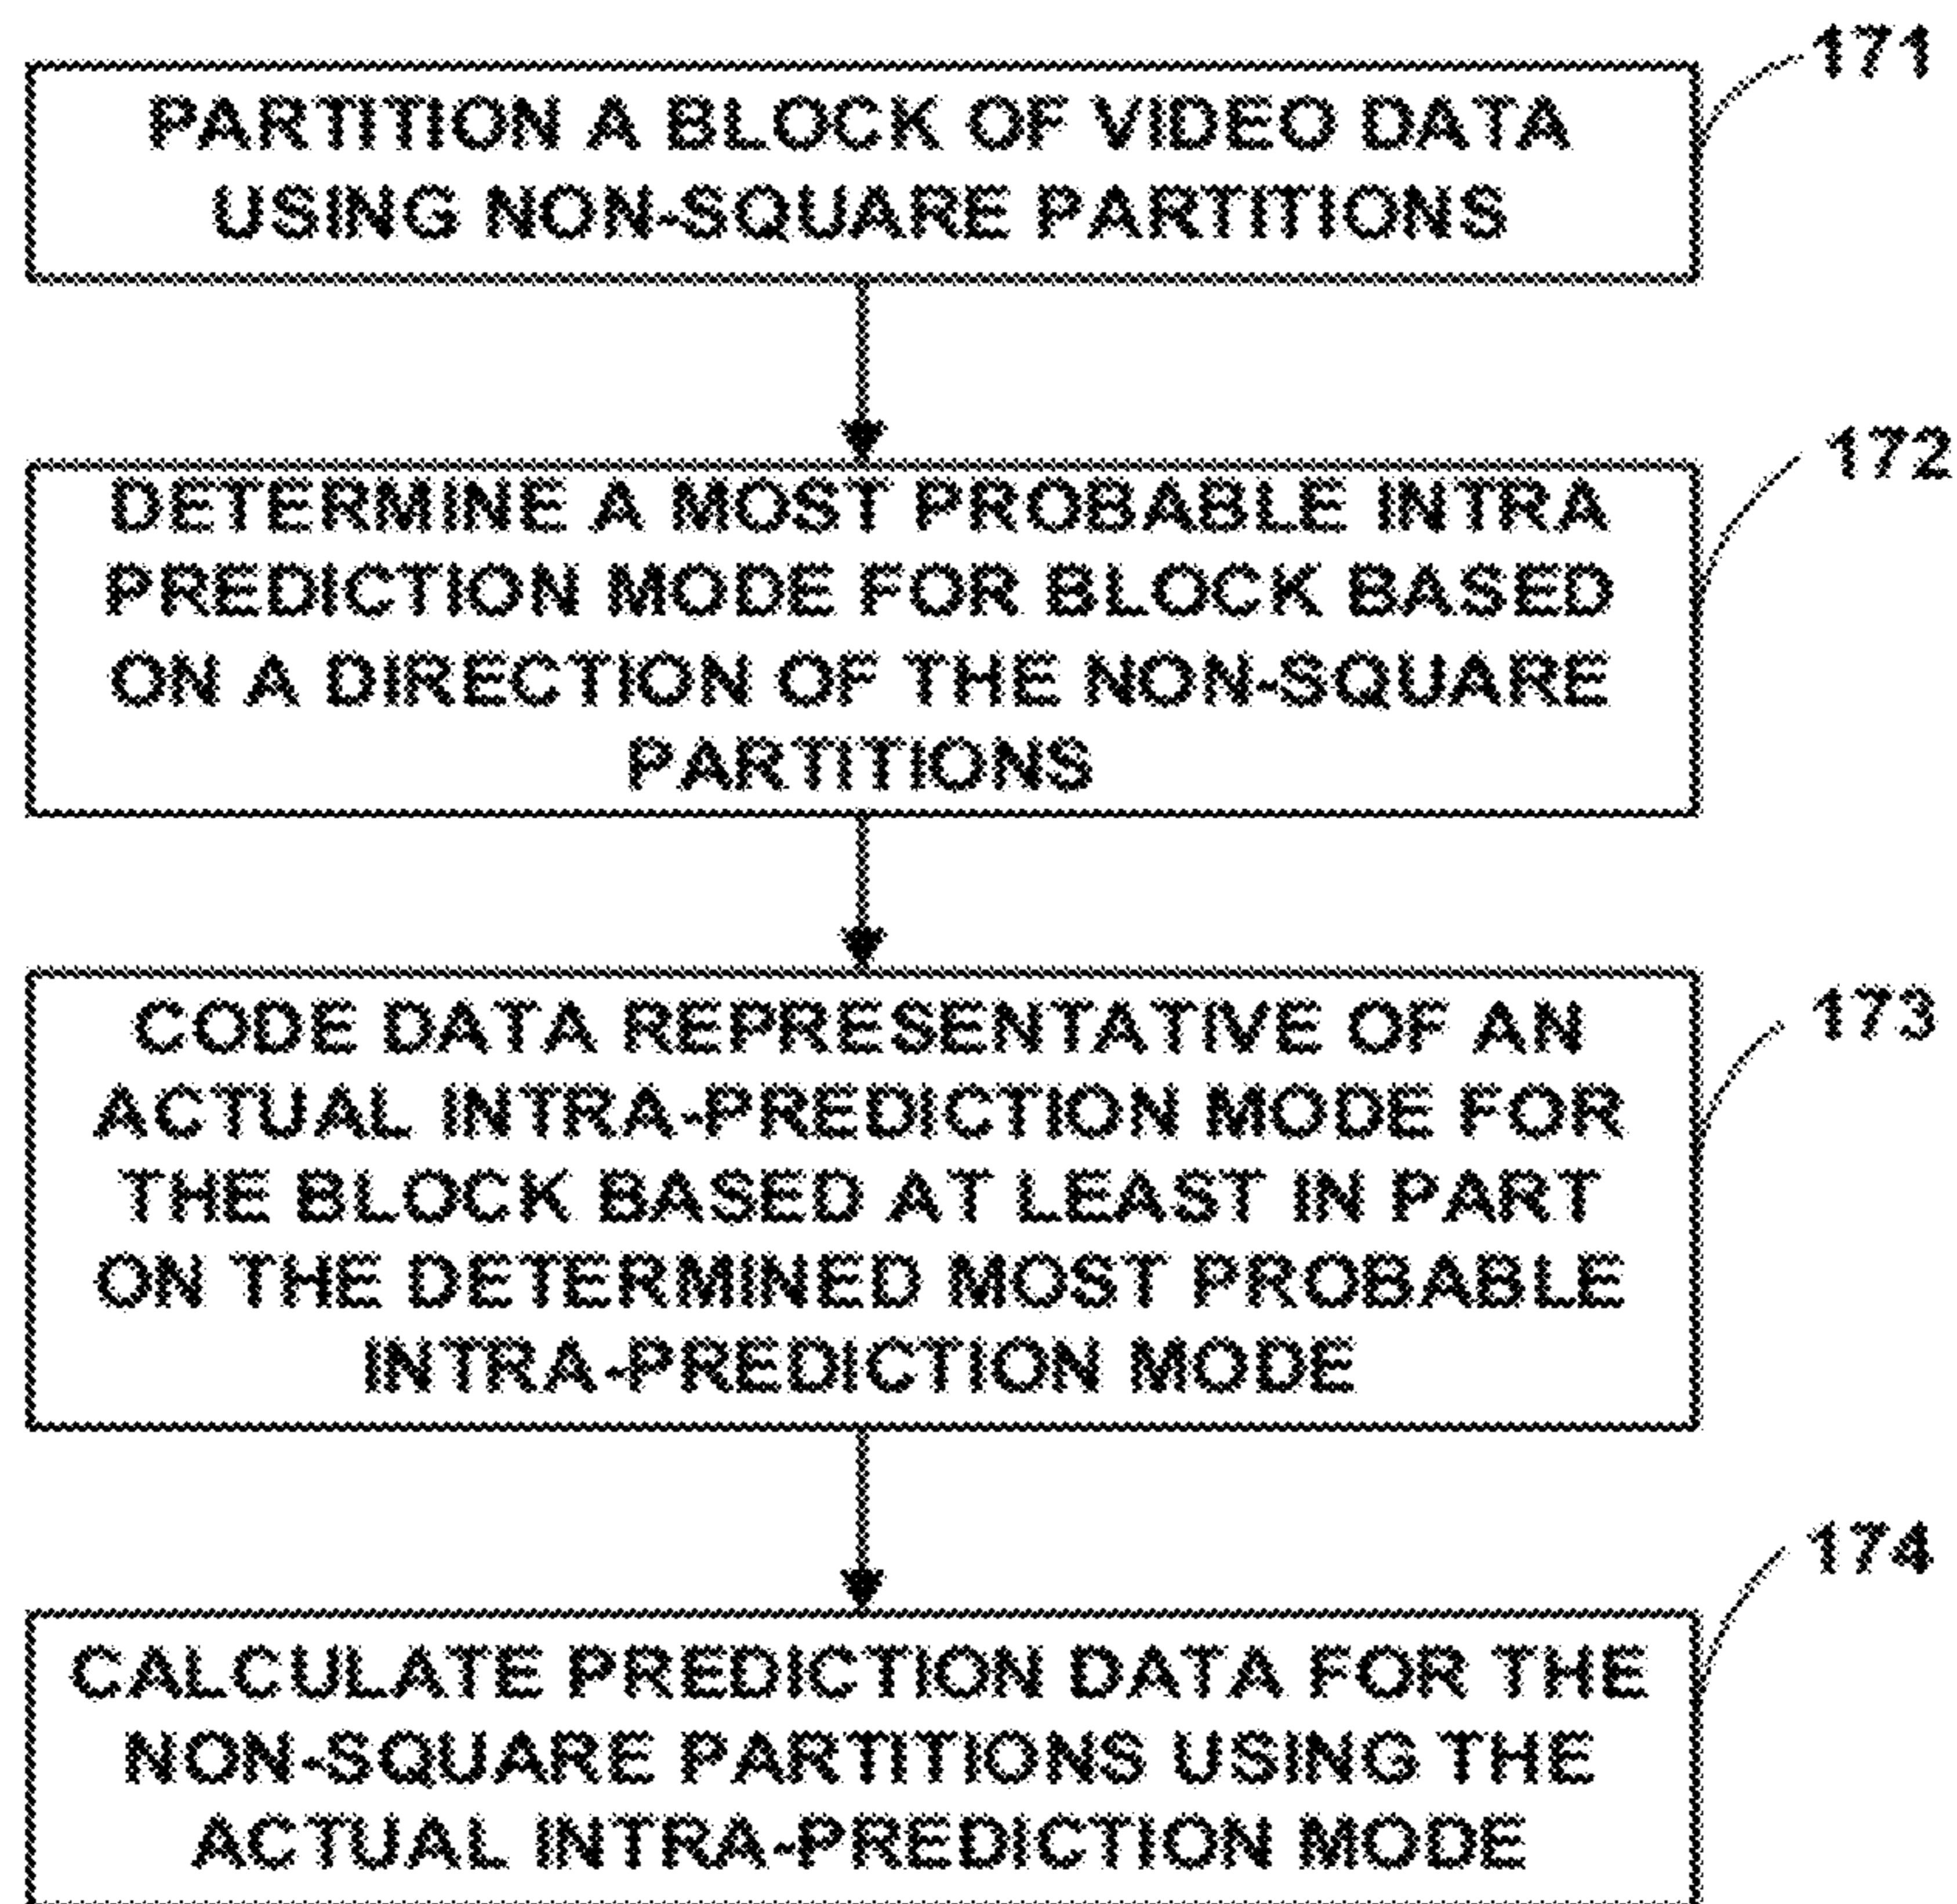 171
PARTITION A BLOCK OF VIDEO DATA
USING NON-SQUARE PARTITIONS
172
DETERMINE A MOST PROBABLE INTRA
PREDICTION MODE FOR BLOCK BASED
ON A DIRECTION OF THE NON-SQUARE
PARTITIONS
173
CODE DATA REPRESENTATIVE OF AN
ACTUAL INTRA-PREDICTION MODE FOR
THE BLOCK BASED AT LEAST IN PART
ON THE DETERMINED MOST PROBABLE
INTRA-PREDICTION MODE
174
CALCULATE PREDICTION DATA FOR THE
NON-SQUARE PARTITIONS USING THE
ACTUAL INTRA-PREDICTION MODE